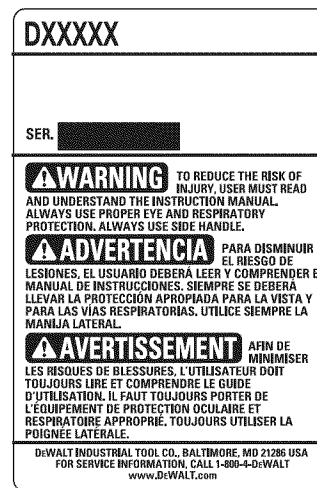 DXXXXX
SER.
WARNING TO REDUCE THE RISK OF
INJURY, USER MUST READ
AND UNDERSTAND THE INSTRUCTION MANUAL.
ALWAYS USE PROPER EYE AND RESPIRATORY
PROTECTION. ALWAYS USE SIDE HANDLE.
ADVERTENCIA PARA DISMINUIR
EL RIESGO DE
LESIONES, EL USUARIO DEBERÁ LEER Y COMPRENDER E
MANUAL DE INSTRUCCIONES. SIEMPRE SE DEBERÁ
LLEVAR LA PROTECCIÓN APROPIADA PARA LA VISTA Y
PARA LAS VÍAS RESPIRATORIAS. UTILICE SIEMPRE LA
MANIJA LATERAL.
AVERTISSEMENT AFIN DE
MINIMISER
LES RISQUES DE BLESSURES, L'UTILISATEUR DOIT
TOUJOURS LIRE ET COMPRENDRE LE GUIDE
D'UTILISATION. IL FAUT TOUJOURS PORTER DE
L'ÉQUIPEMENT DE PROTECTION OCULAIRE ET
RESPIRATOIRE APPROPRIÉ. TOUJOURS UTILISER LA
POIGNÉE LATÉRALE.
DEWALT INDUSTRIAL TOOL CO., BALTIMORE, MD 21286 USA
FOR SERVICE INFORMATION, CALL 1-800-4-DEWALT
www.DEWALT.com